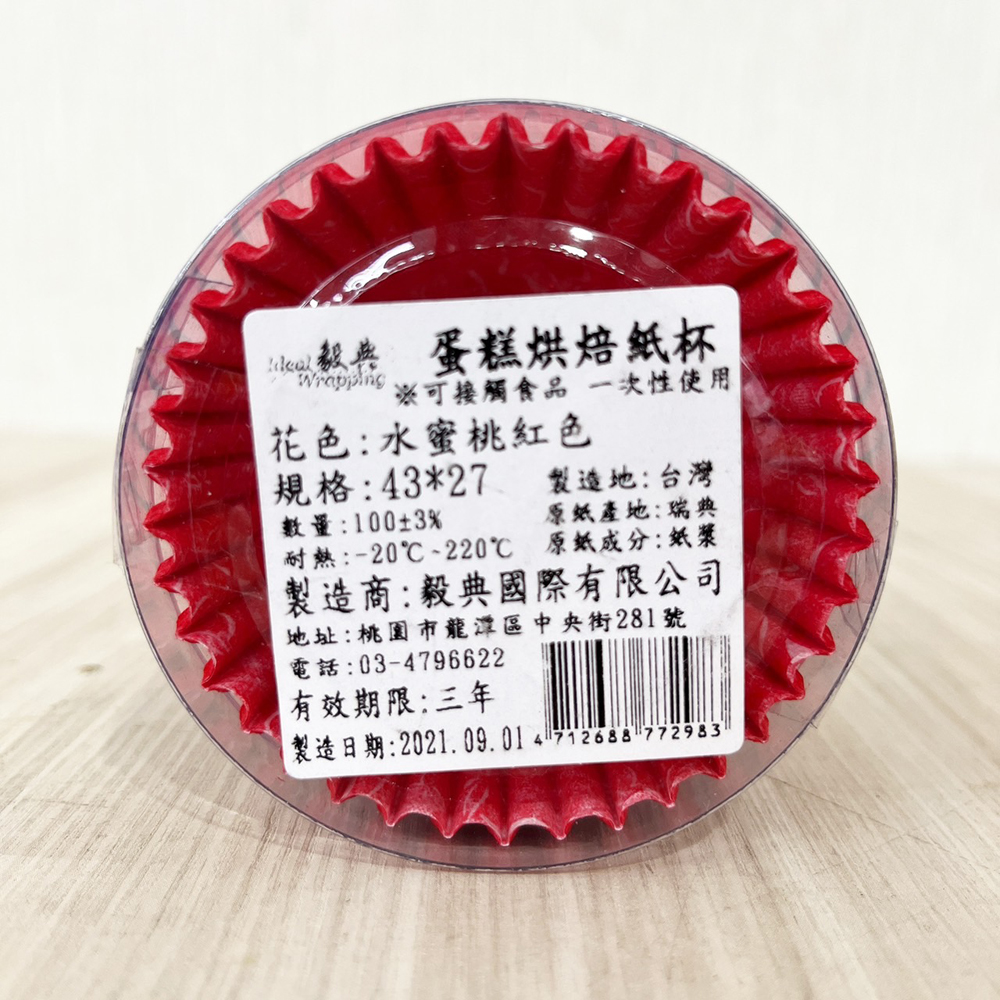 Ideal 毅典
Wrapping
蛋糕烘焙紙杯
※可接觸食品 一次性使用
花色:水蜜桃紅色
規格:43*27
數量:100±3%
耐熱:-20℃~220℃
製造地:台灣
原紙產地:瑞典
原紙成分:紙漿
製造商:毅典國際有限公司
地址:桃園市龍潭區中央街281號
電話:03-4796622
有效期限:三年
製造日期:2021.09.01
4 712688 772983